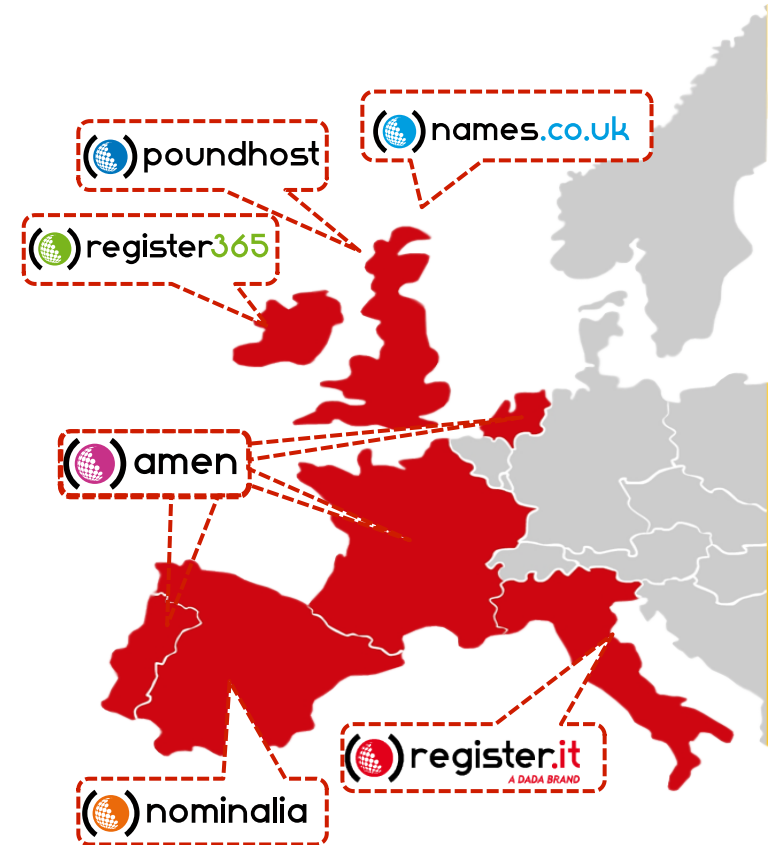 names.co.uk
poundhost
register365
amen
register.it
A DADA BRAND
nominalia